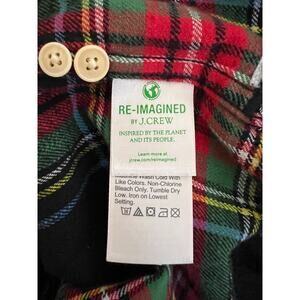 RE-IMAGINED
BY J.CREW
INSPIRED BY THE PLANET
AND ITS PEOPLE.
Learn more at
jcrew.com/reimagined
Machine Wash Cold With
Like Colors. Non-Chlorine
Bleach Only. Tumble Dry
Low. Iron on Lowest
Setting.